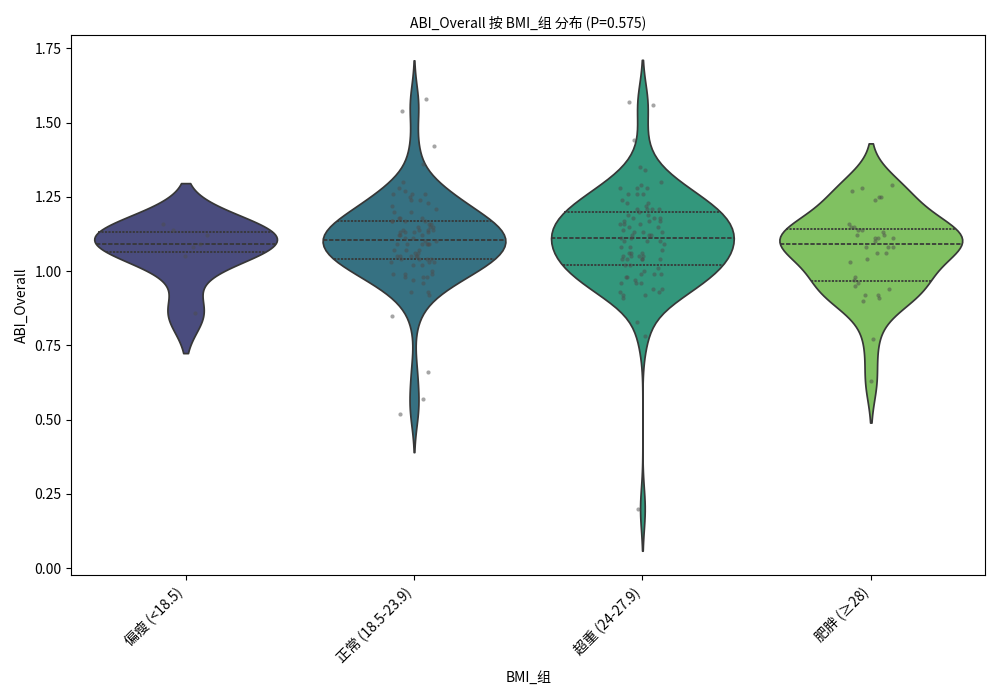 ABI_Overall 按 BMI_组 分布 (P=0.575)
1.75
1.50
1.25
1.00
0.75
0.50
0.25
0.00
ABI_Overall
偏瘦 (<18.5)
正常 (18.5-23.9)
超重 (24-27.9)
肥胖 (≥28)
BMI_组